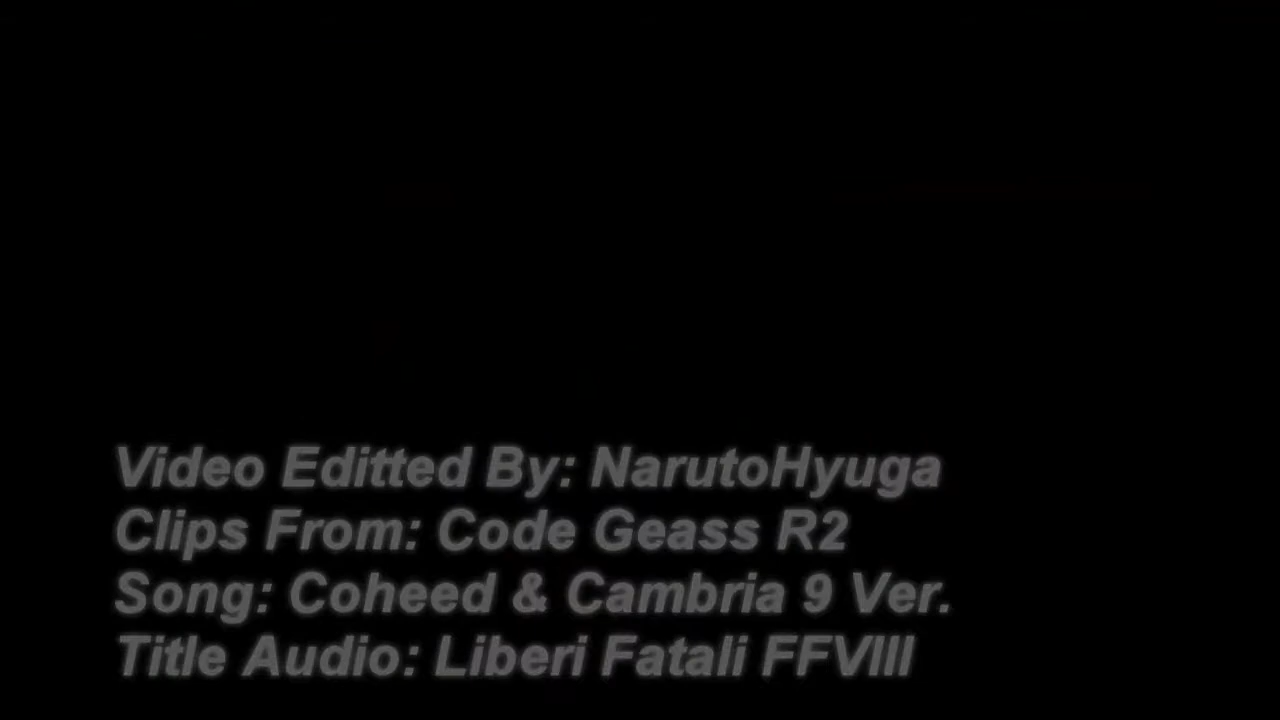 Video Editted By: NarutoHyuga
Clips From: Code Geass R2
Song: Coheed & Cambria 9 Ver.
Title Audio: Liberi Fatali FFVIII